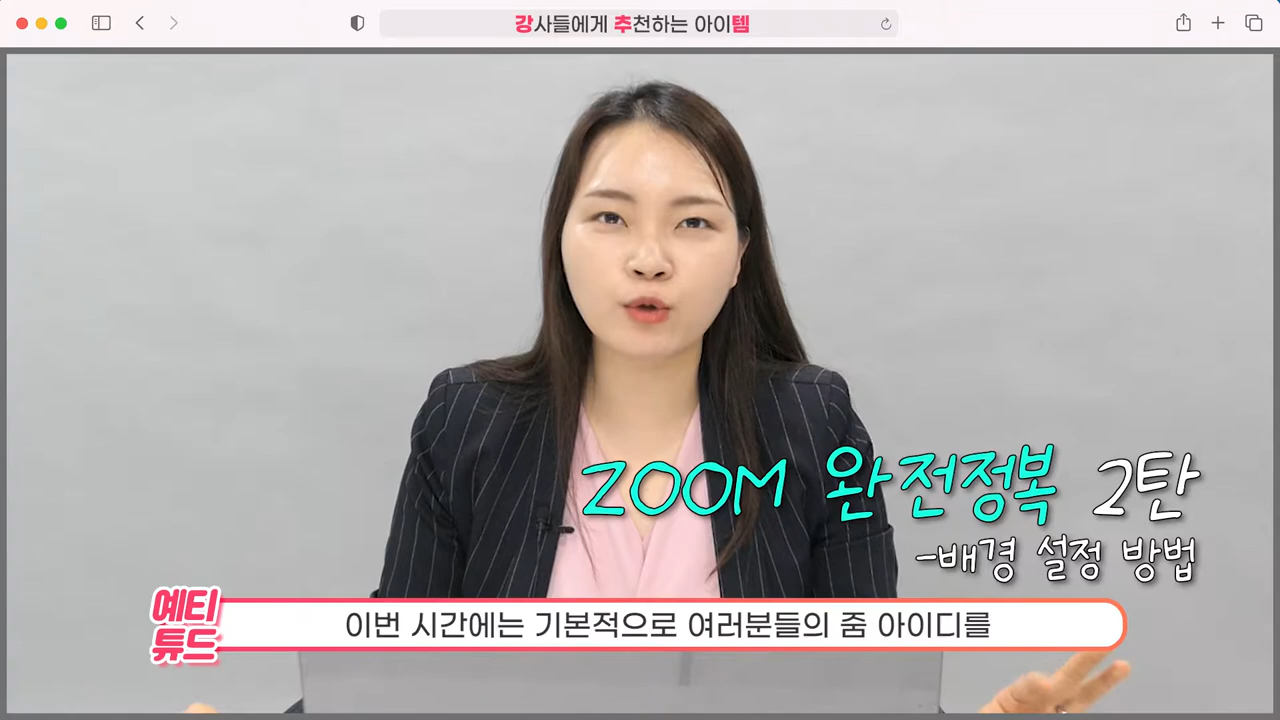 강사들에게 추천하는 아이템
ZOOM 완전정복 2탄
-배경 설정 방법
예티
튜드
이번 시간에는 기본적으로 여러분들의 줌 아이디를